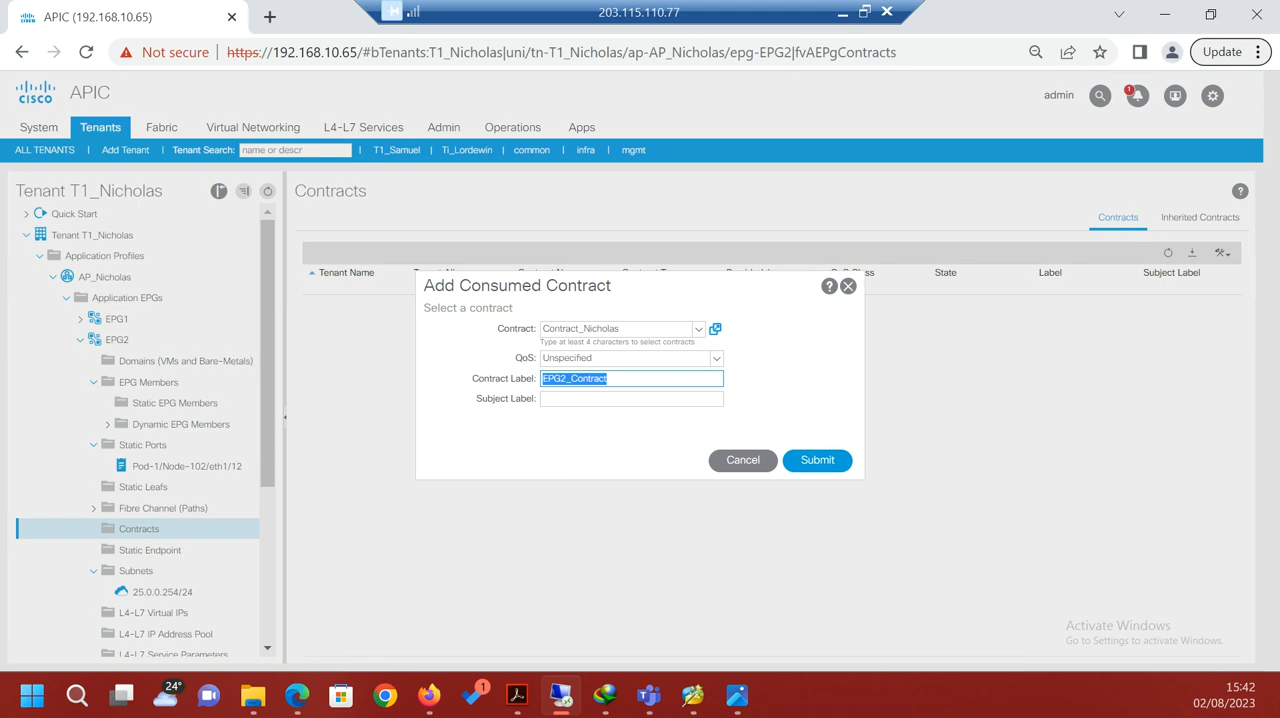 APIC (192.168.10.65)
203.115.110.77
Not secure
https://192.168.10.65/#bTenants:T1_Nicholas|uni/tn-T1_Nicholas/ap-AP_Nicholas/epg-EPG2|fvAEPgContracts
Update
CISCO APIC
admin
1
System Tenants Fabric Virtual Networking L4-L7 Services Admin Operations Apps
ALL TENANTS | Add Tenant | Tenant Search: name or descr | T1_Samuel | Ti_Lordewin | common | infra | mgmt
Tenant T1_Nicholas
Quick Start
Tenant T1_Nicholas
Application Profiles
AP_Nicholas
Application EPGs
EPG1
EPG2
Domains (VMs and Bare-Metals)
EPG Members
Static EPG Members
Dynamic EPG Members
Static Ports
Pod-1/Node-102/eth1/12
Static Leafs
Fibre Channel (Paths)
Contracts
Static Endpoint
Subnets
25.0.0.254/24
L4-L7 Virtual IPs
L4-L7 IP Address Pool
L4-L7 Service Parameters
Contracts
Contracts Inherited Contracts
Tenant Name State Label Subject Label
Add Consumed Contract
Select a contract
Contract: Contract_Nicholas
Type at least 4 characters to select contracts
QoS: Unspecified
Contract Label: EPG2_Contract
Subject Label:
Cancel Submit
Activate Windows
Go to Settings to activate Windows.
24°
1
15:42
02/08/2023